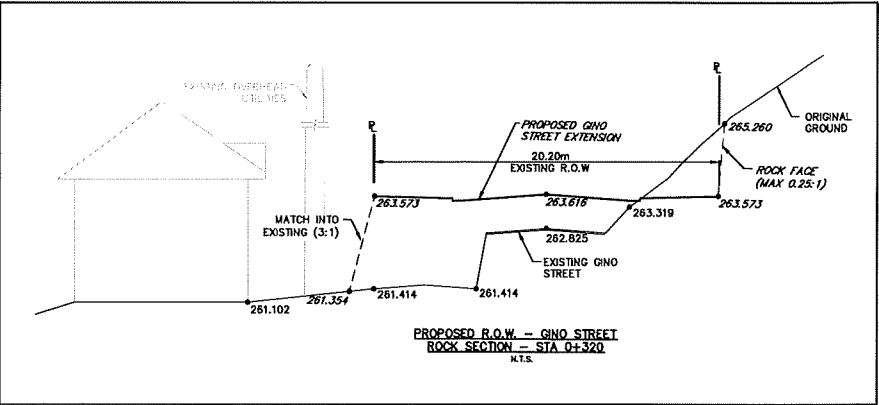 EXISTING OVERHEAD
UTILITIES
PL
PL
PROPOSED GINO
STREET EXTENSION
265.260
ORIGINAL
GROUND
20.20m
EXISTING R.O.W
ROCK FACE
(MAX 0.25:1)
263.573
263.616
263.319
263.573
MATCH INTO
EXISTING (3:1)
262.825
EXISTING GINO
STREET
261.102
261.354
261.414
261.414
PROPOSED R.O.W. – GINO STREET
ROCK SECTION – STA 0+320
N.T.S.